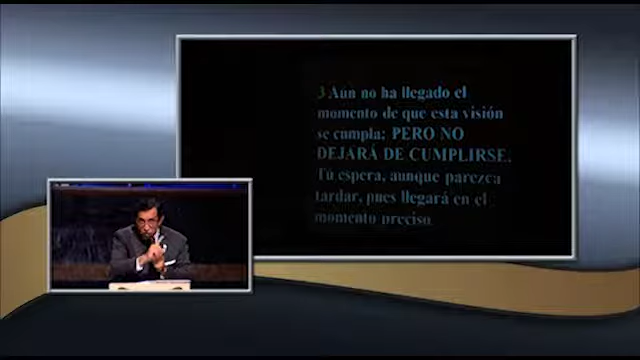 3 Aún no ha llegado el
momento de que esta visión
se cumpla; PERO NO
DEJARÁ DE CUMPLIRSE.
Tú espera, aunque parezca
tardar, pues llegará en el
momento preciso.